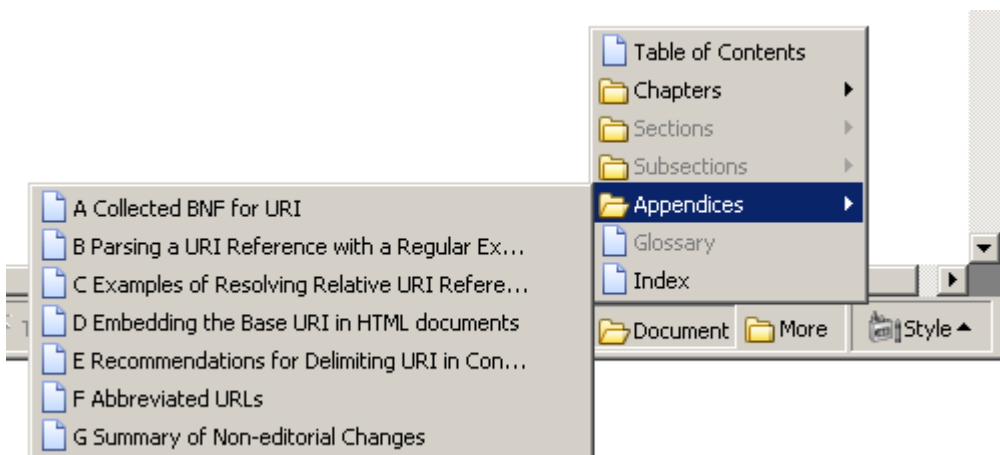 Table of Contents
Chapters
Sections
Subsections
Appendices
Glossary
Index
A Collected BNF for URI
B Parsing a URI Reference with a Regular Ex...
C Examples of Resolving Relative URI Refere...
D Embedding the Base URI in HTML documents
E Recommendations for Delimiting URI in Con...
F Abbreviated URLs
G Summary of Non-editorial Changes
Document
More
Style